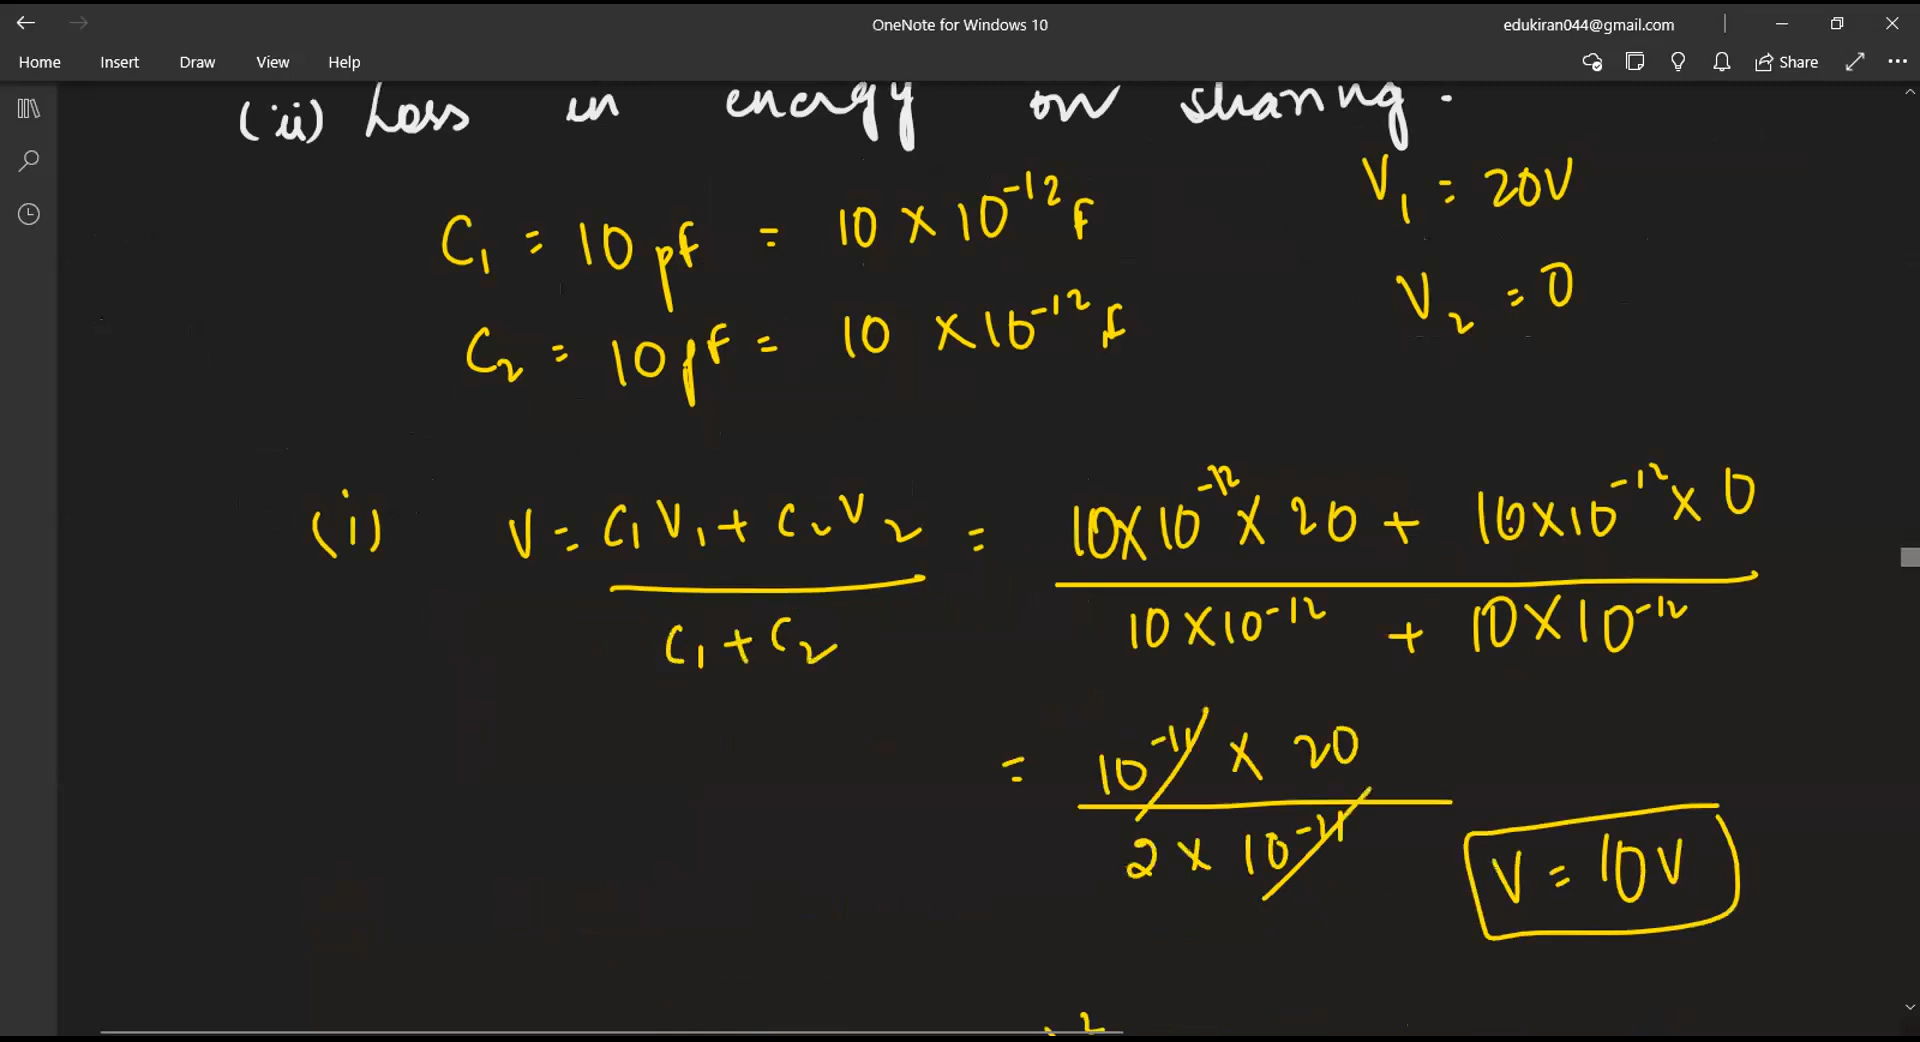 OneNote for Windows 10
edukiran044@gmail.com
Home Insert Draw View Help Share
(ii) Loss in energy on sharing.
C₁ = 10 pF = 10 × 10⁻¹² F
V₁ = 20V
C₂ = 10 pF = 10 × 10⁻¹² F
V₂ = 0
(i) V = C₁V₁ + C₂V₂ = 10×10⁻¹² × 20 + 10×10⁻¹² × 0
C₁ + C₂ 10×10⁻¹² + 10×10⁻¹²
= 10⁻¹¹ × 20
2 × 10⁻¹¹
V = 10V